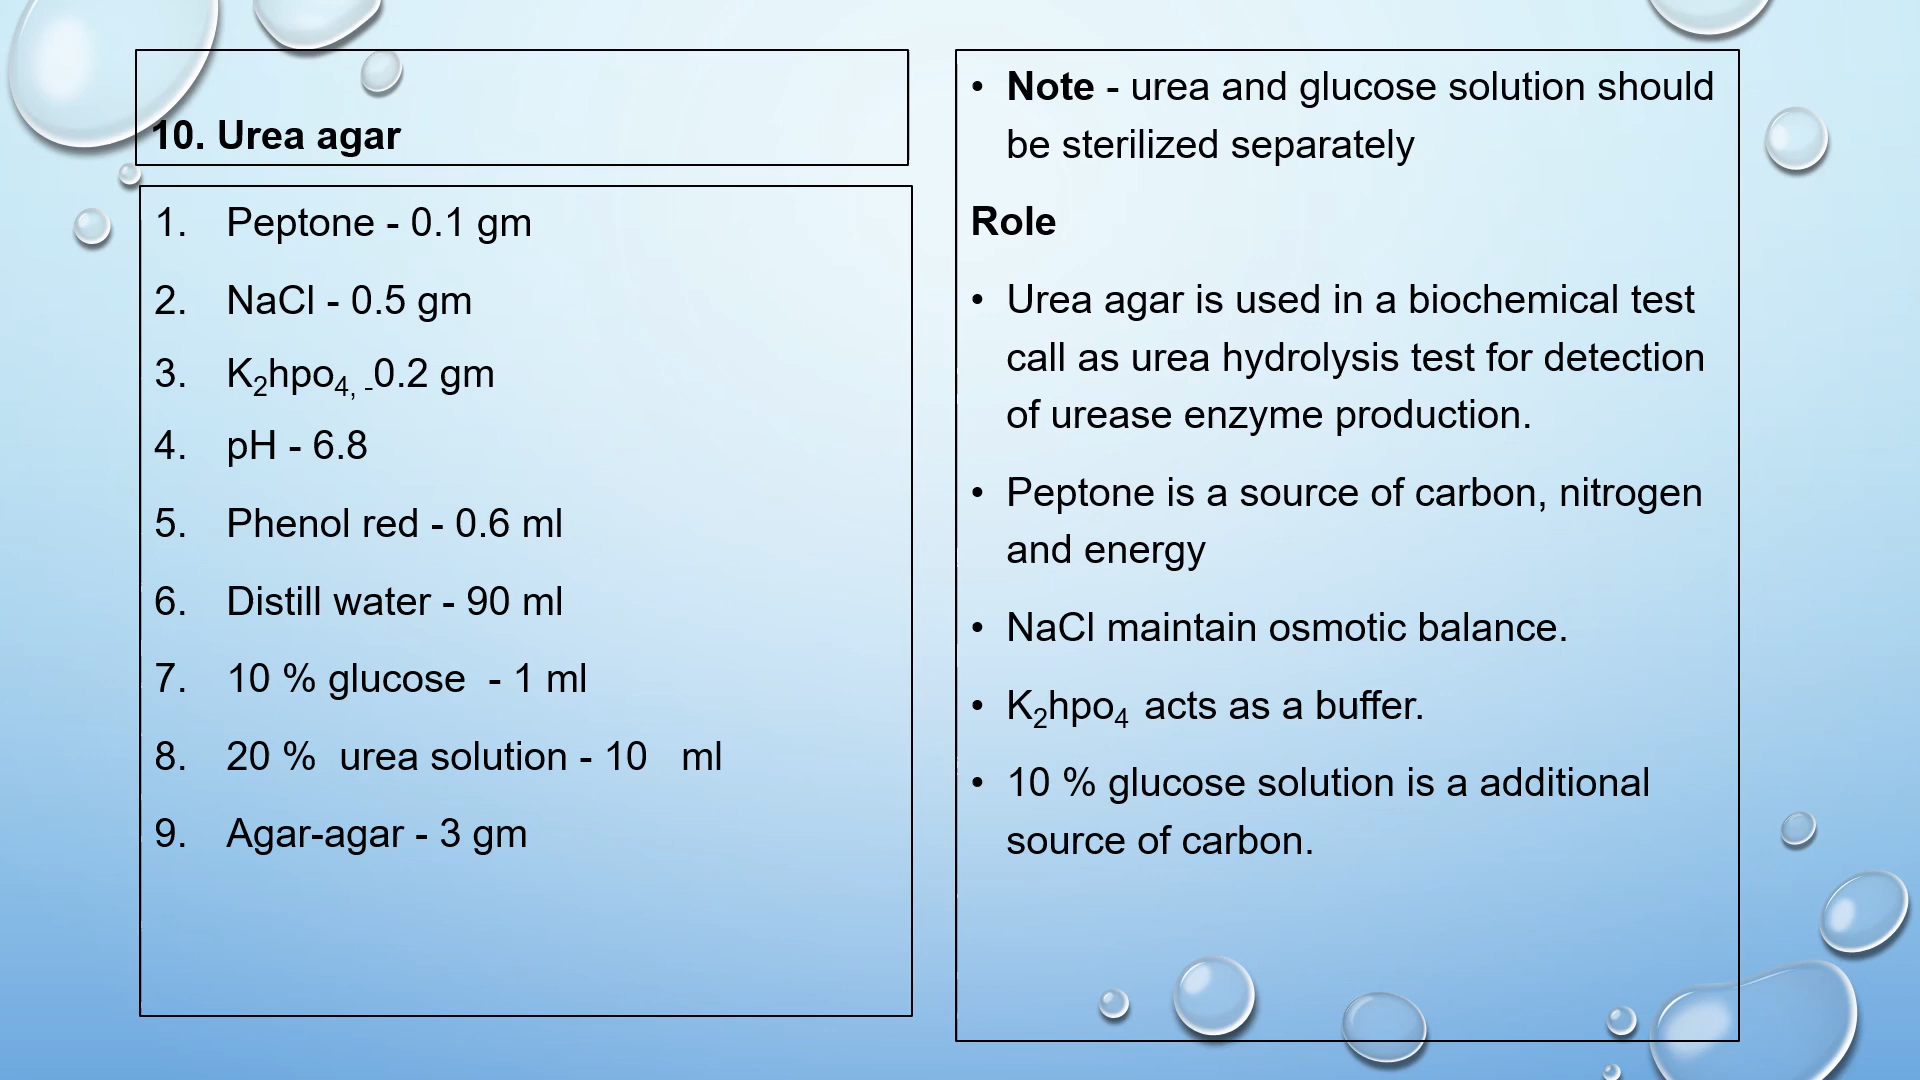 10. Urea agar
1. Peptone - 0.1 gm
2. NaCl - 0.5 gm
3. K₂hpo₄, -0.2 gm
4. pH - 6.8
5. Phenol red - 0.6 ml
6. Distill water - 90 ml
7. 10 % glucose - 1 ml
8. 20 % urea solution - 10 ml
9. Agar-agar - 3 gm
• Note - urea and glucose solution should
be sterilized separately
Role
• Urea agar is used in a biochemical test
call as urea hydrolysis test for detection
of urease enzyme production.
• Peptone is a source of carbon, nitrogen
and energy
• NaCl maintain osmotic balance.
• K₂hpo₄ acts as a buffer.
• 10 % glucose solution is a additional
source of carbon.